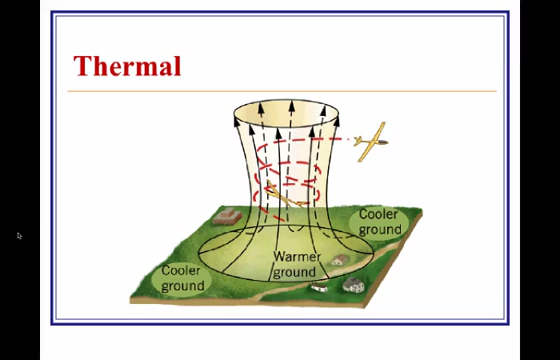 Thermal
Cooler
ground
Warmer
ground
Cooler
ground